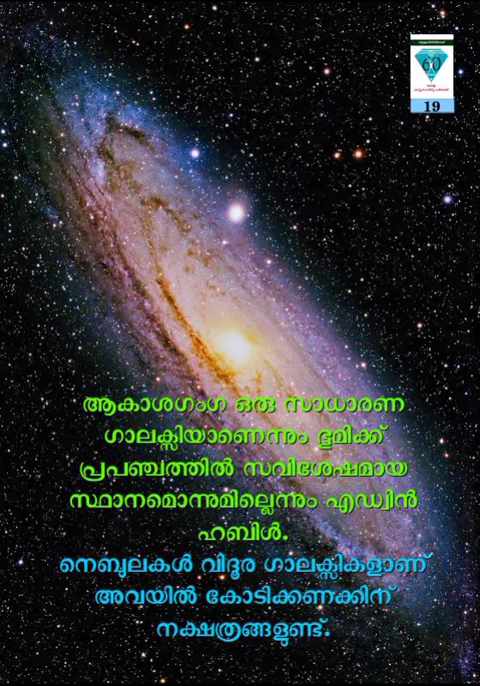 60
19
ആകാശഗംഗ ഒരു സാധാരണ
ഗാലക്സിയാണെന്നും ഭൂമിക്ക്
പ്രപഞ്ചത്തിൽ സവിശേഷമായ
സ്ഥാനമൊന്നുമില്ലെന്നും എഡ്വിൻ
ഹബിൾ.
നെബുലകൾ വിദൂര ഗാലക്സികളാണ്
അവയിൽ കോടിക്കണക്കിന്
നക്ഷത്രങ്ങളുണ്ട്.